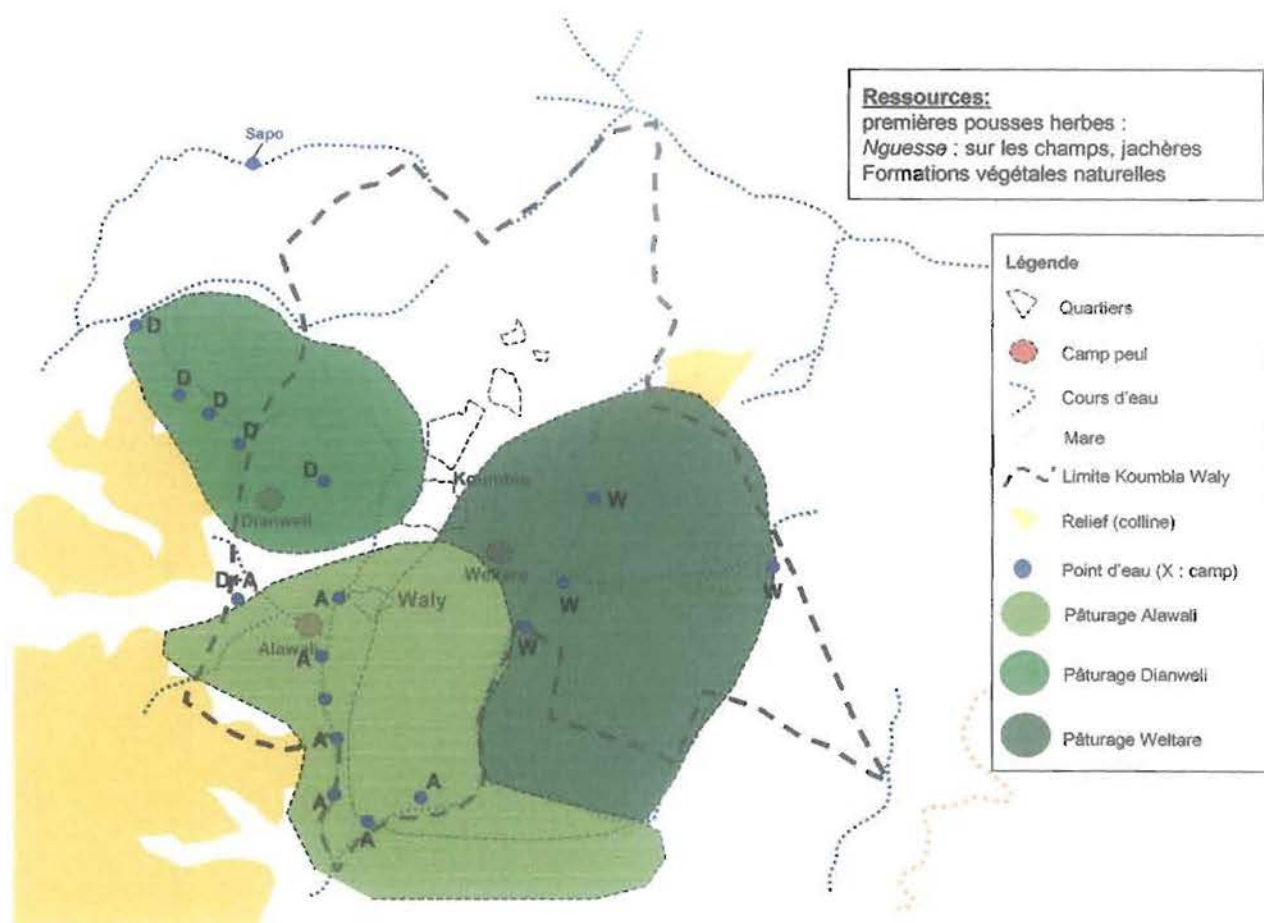 Ressources:
premières pousses herbes :
Nguesse : sur les champs, jachères
Formations végétales naturelles
Sapo
Légende
Quartiers
Camp peul
Cours d'eau
Mare
Limite Koumbia Waly
Relief (colline)
Point d'eau (X : camp)
Pâturage Alawali
Pâturage Dianweli
Pâturage Weltare
D
D
D
D
D
Dianweli
Koumbia
W
Weltare
W
W
W
D+A
A
Waly
Alawali
A
A
A
A
A